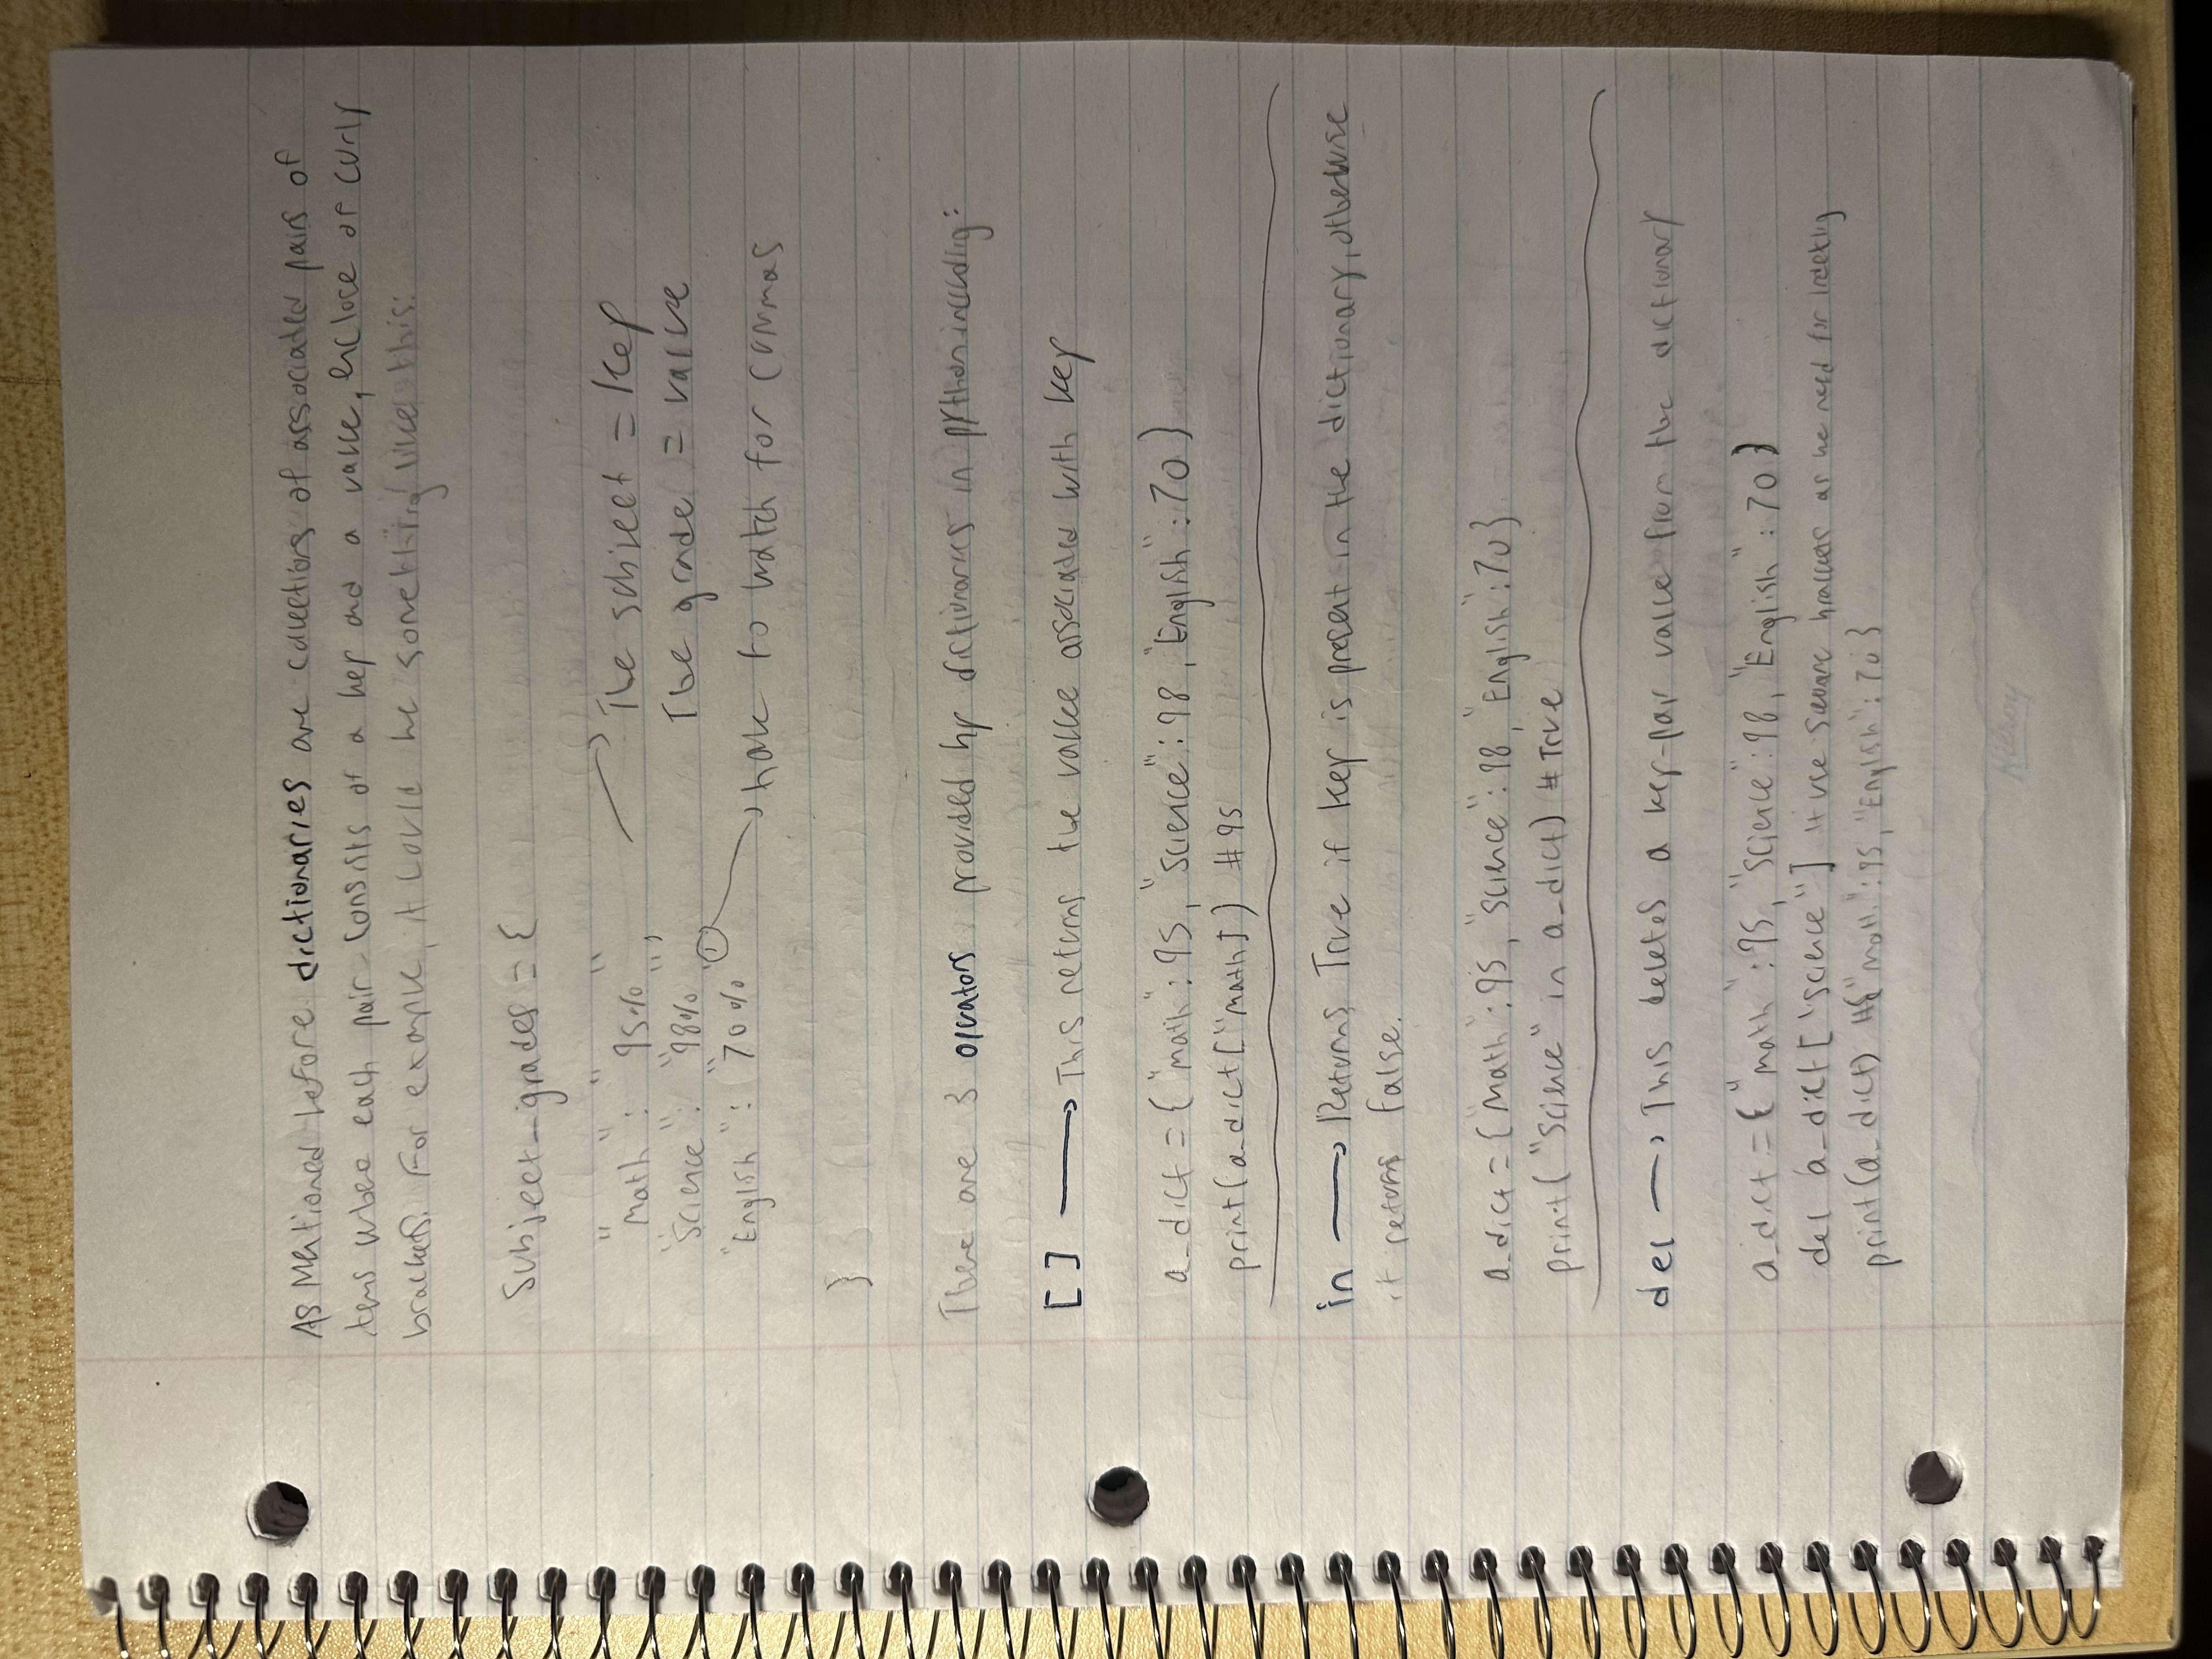 As mentioned before dictionaries are collections of associated pairs of
items where each pair consists of a key and a value, enclose of curly
brackets. For example, it could be something like this:
Subject_grades = {
"Math" : "95%",
"Science" : "98%",
"English" : "70%"
The subject = key
The grade = value
have to watch for commas
}
There are 3 operators provided by dictionaries in python including:
[ ] → This returns the value associated with key
a_dict = { "Math" : 95, "Science" : 98, "English" : 70 }
print(a_dict["Math]) #95
in → Returns True if key is present in the dictionary, otherwise
it returns false.
a_dict = { "Math" : 95, "Science" : 98, "English" : 70 }
print( "Science" in a_dict) # True
del → This deletes a key-pair value from the dictionary
a_dict = { "Math" : 95, "Science" : 98, "English" : 70 }
del a_dict["Science"] # use square brackets as we need for indexing
print(a_dict) #{"Math" : 95, "English" : 70 }
Hilroy